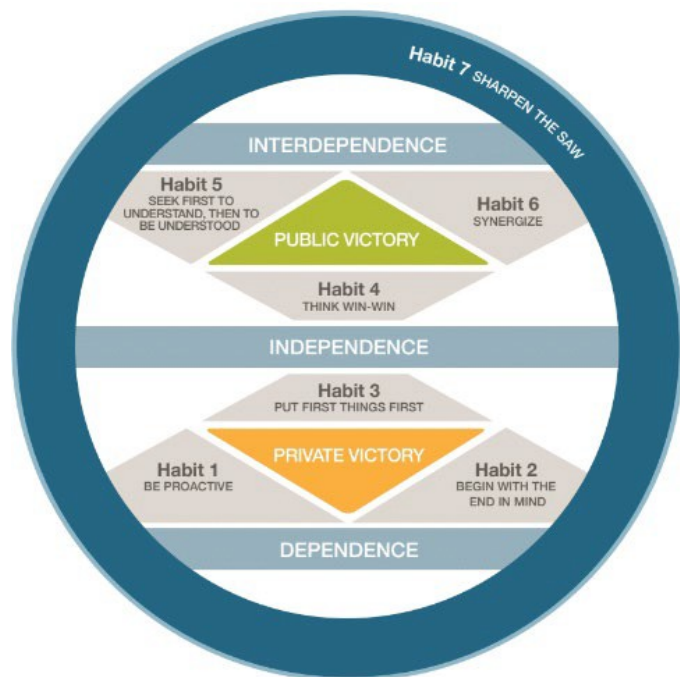 Habit 7 SHARPEN THE SAW
INTERDEPENDENCE
Habit 5
SEEK FIRST TO
UNDERSTAND, THEN TO
BE UNDERSTOOD
PUBLIC VICTORY
Habit 6
SYNERGIZE
Habit 4
THINK WIN-WIN
INDEPENDENCE
Habit 3
PUT FIRST THINGS FIRST
Habit 1
BE PROACTIVE
PRIVATE VICTORY
Habit 2
BEGIN WITH THE
END IN MIND
DEPENDENCE